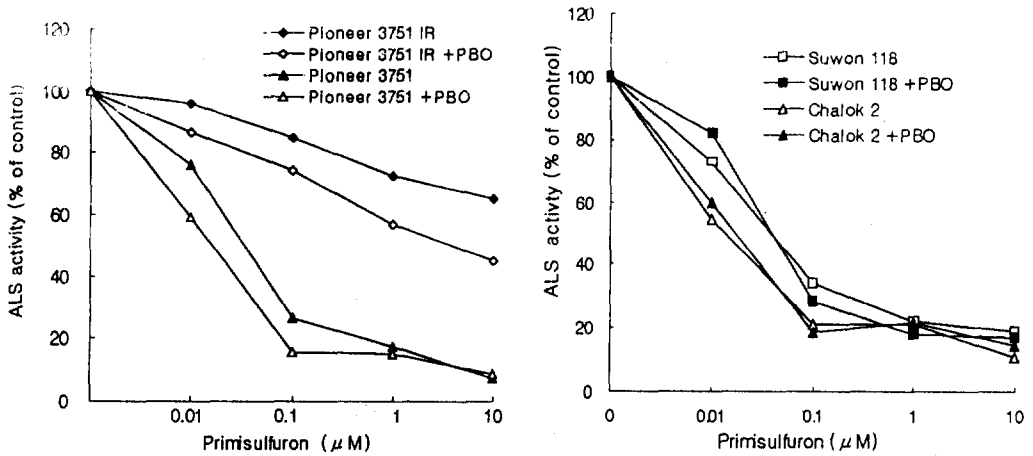 Pioneer 3751 IR
Pioneer 3751 IR +PBO
Pioneer 3751
Pioneer 3751 +PBO
120
100
80
60
40
20
0
ALS activity (% of control)
0.01 0.1 1 10
Primisulfuron (μM)
Suwon 118
Suwon 118 +PBO
Chalok 2
Chalok 2 +PBO
120
100
80
60
40
20
0
ALS activty (% of control)
0 0.01 0.1 1 10
Primisulfuron (μM)